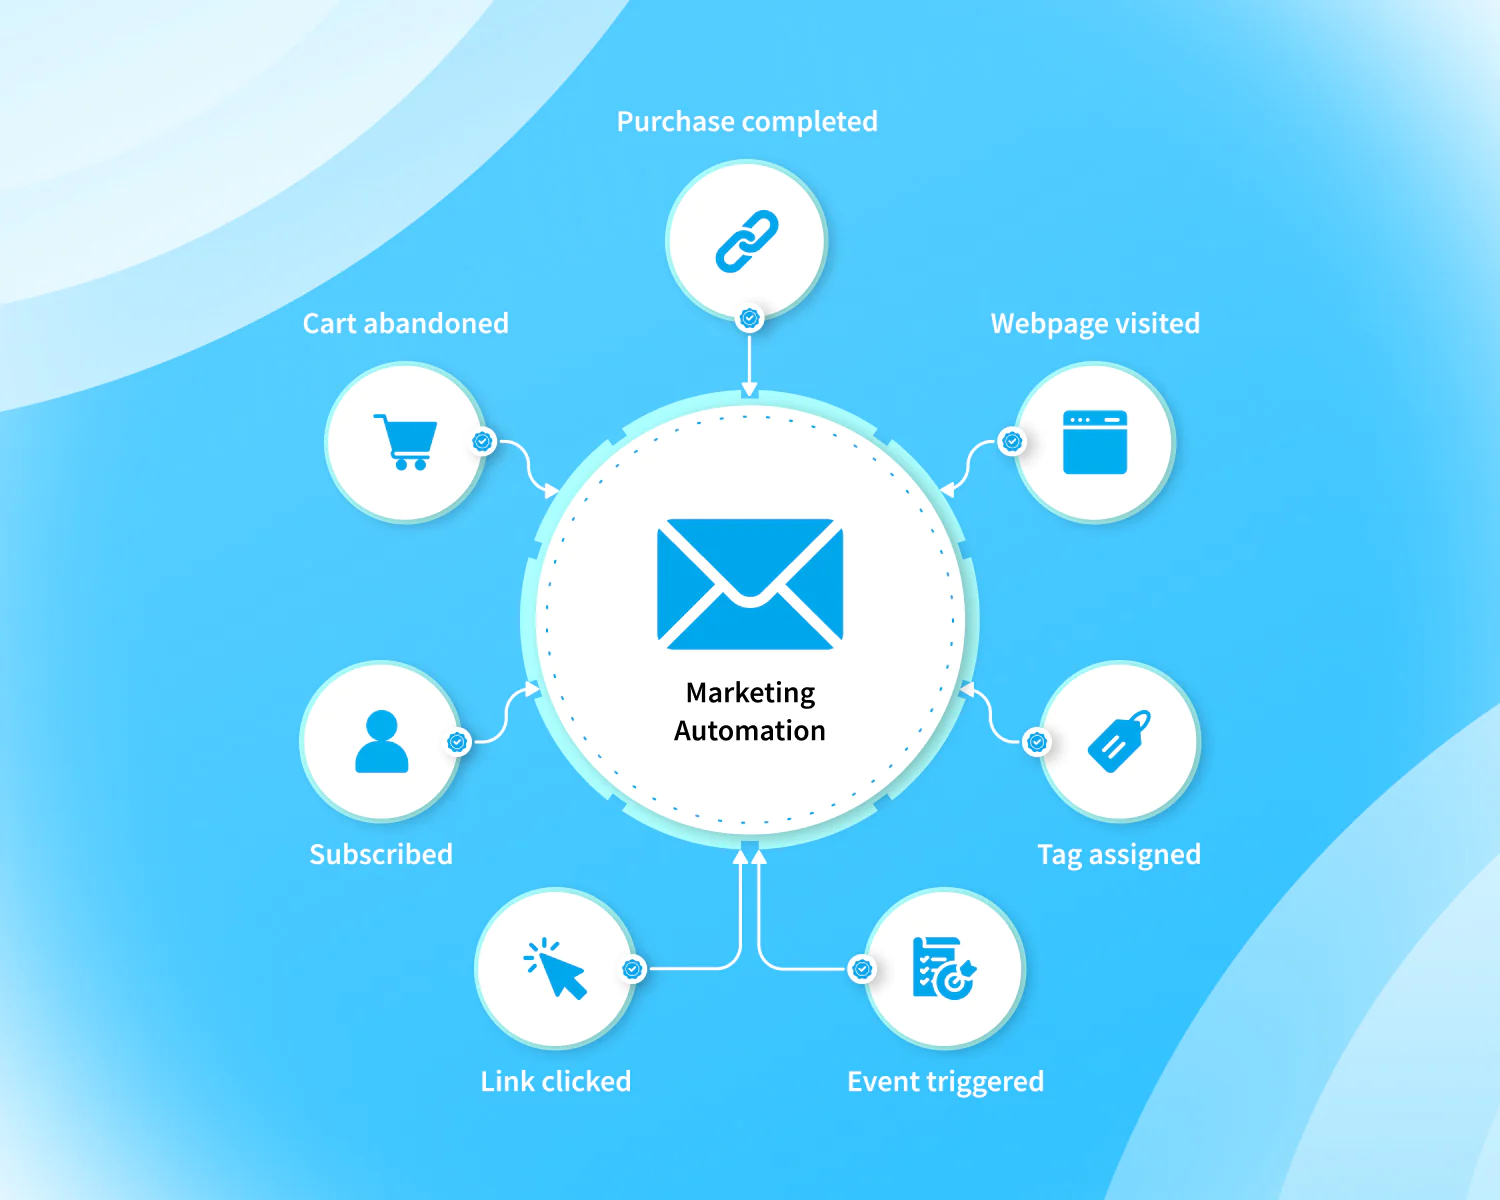 Purchase completed
Cart abandoned
Webpage visited
Marketing
Automation
Subscribed
Tag assigned
Link clicked
Event triggered